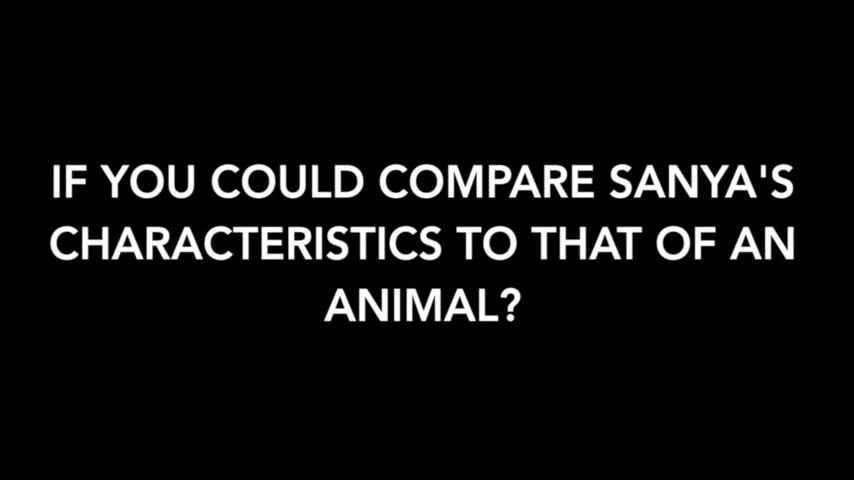 IF YOU COULD COMPARE SANYA'S
CHARACTERISTICS TO THAT OF AN
ANIMAL?